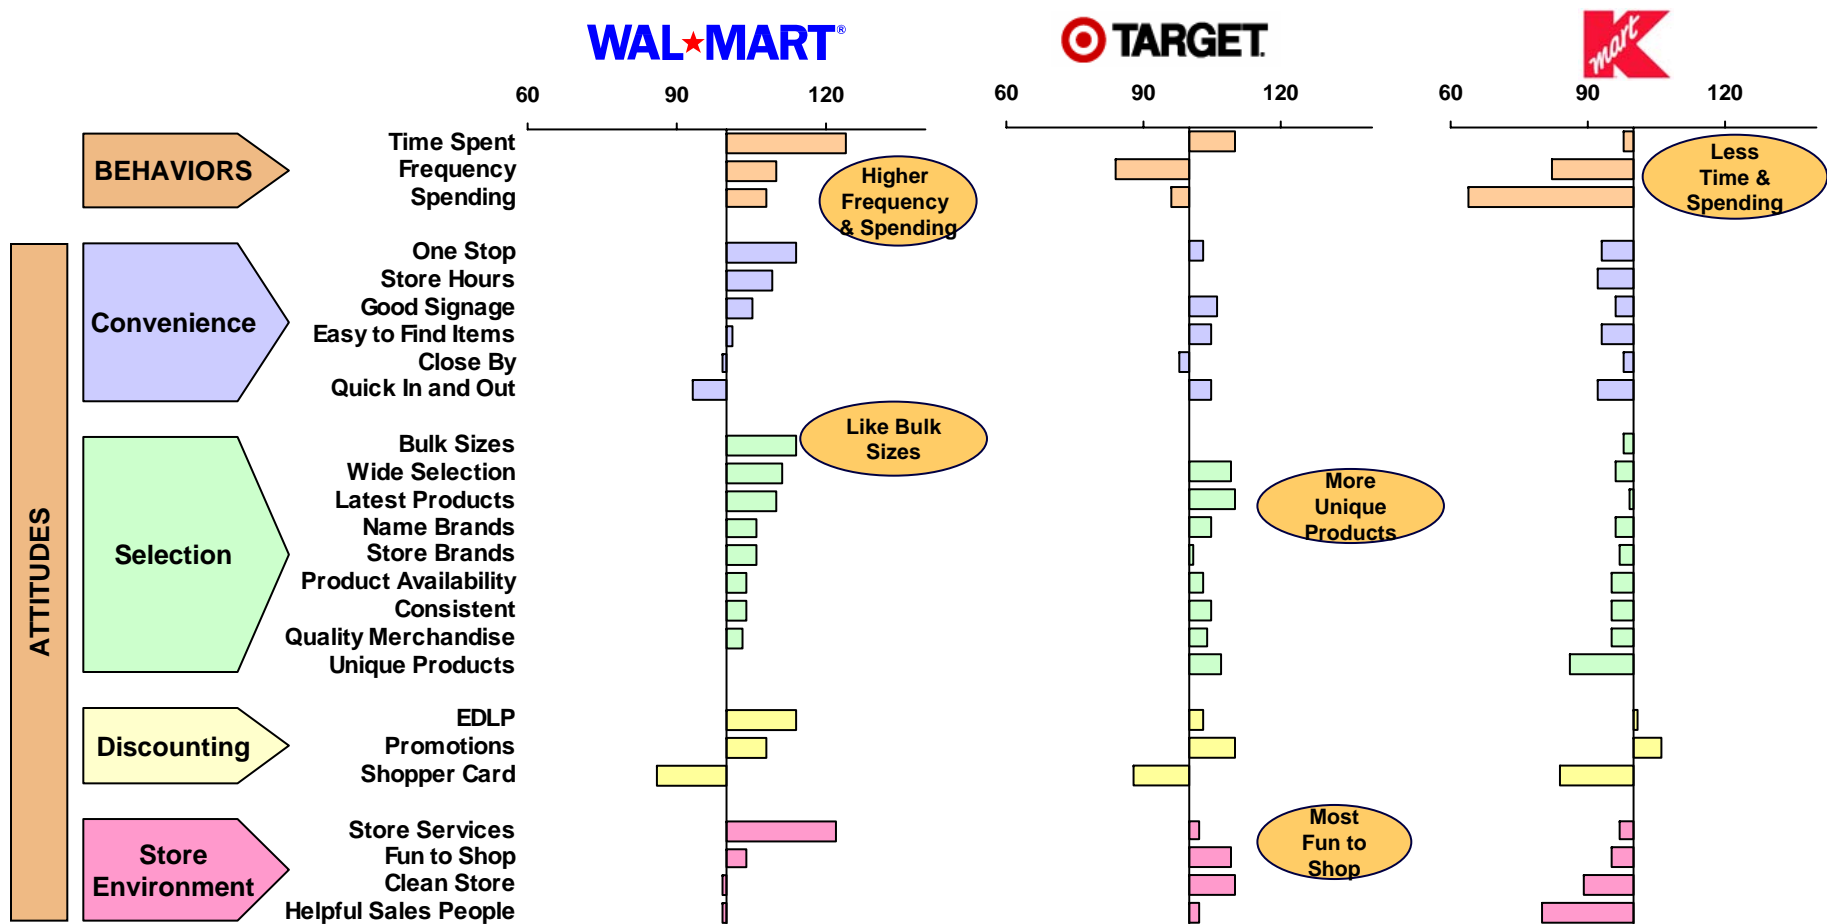 WAL★MART®
TARGET.
mart K
60 90 120
60 90 120
60 90 120
BEHAVIORS
Time Spent
Frequency
Spending
Higher
Frequency
& Spending
Less
Time &
Spending
ATTITUDES
Convenience
One Stop
Store Hours
Good Signage
Easy to Find Items
Close By
Quick In and Out
Selection
Bulk Sizes
Wide Selection
Latest Products
Name Brands
Store Brands
Product Availability
Consistent
Quality Merchandise
Unique Products
Like Bulk
Sizes
More
Unique
Products
Discounting
EDLP
Promotions
Shopper Card
Store
Environment
Store Services
Fun to Shop
Clean Store
Helpful Sales People
Most
Fun to
Shop